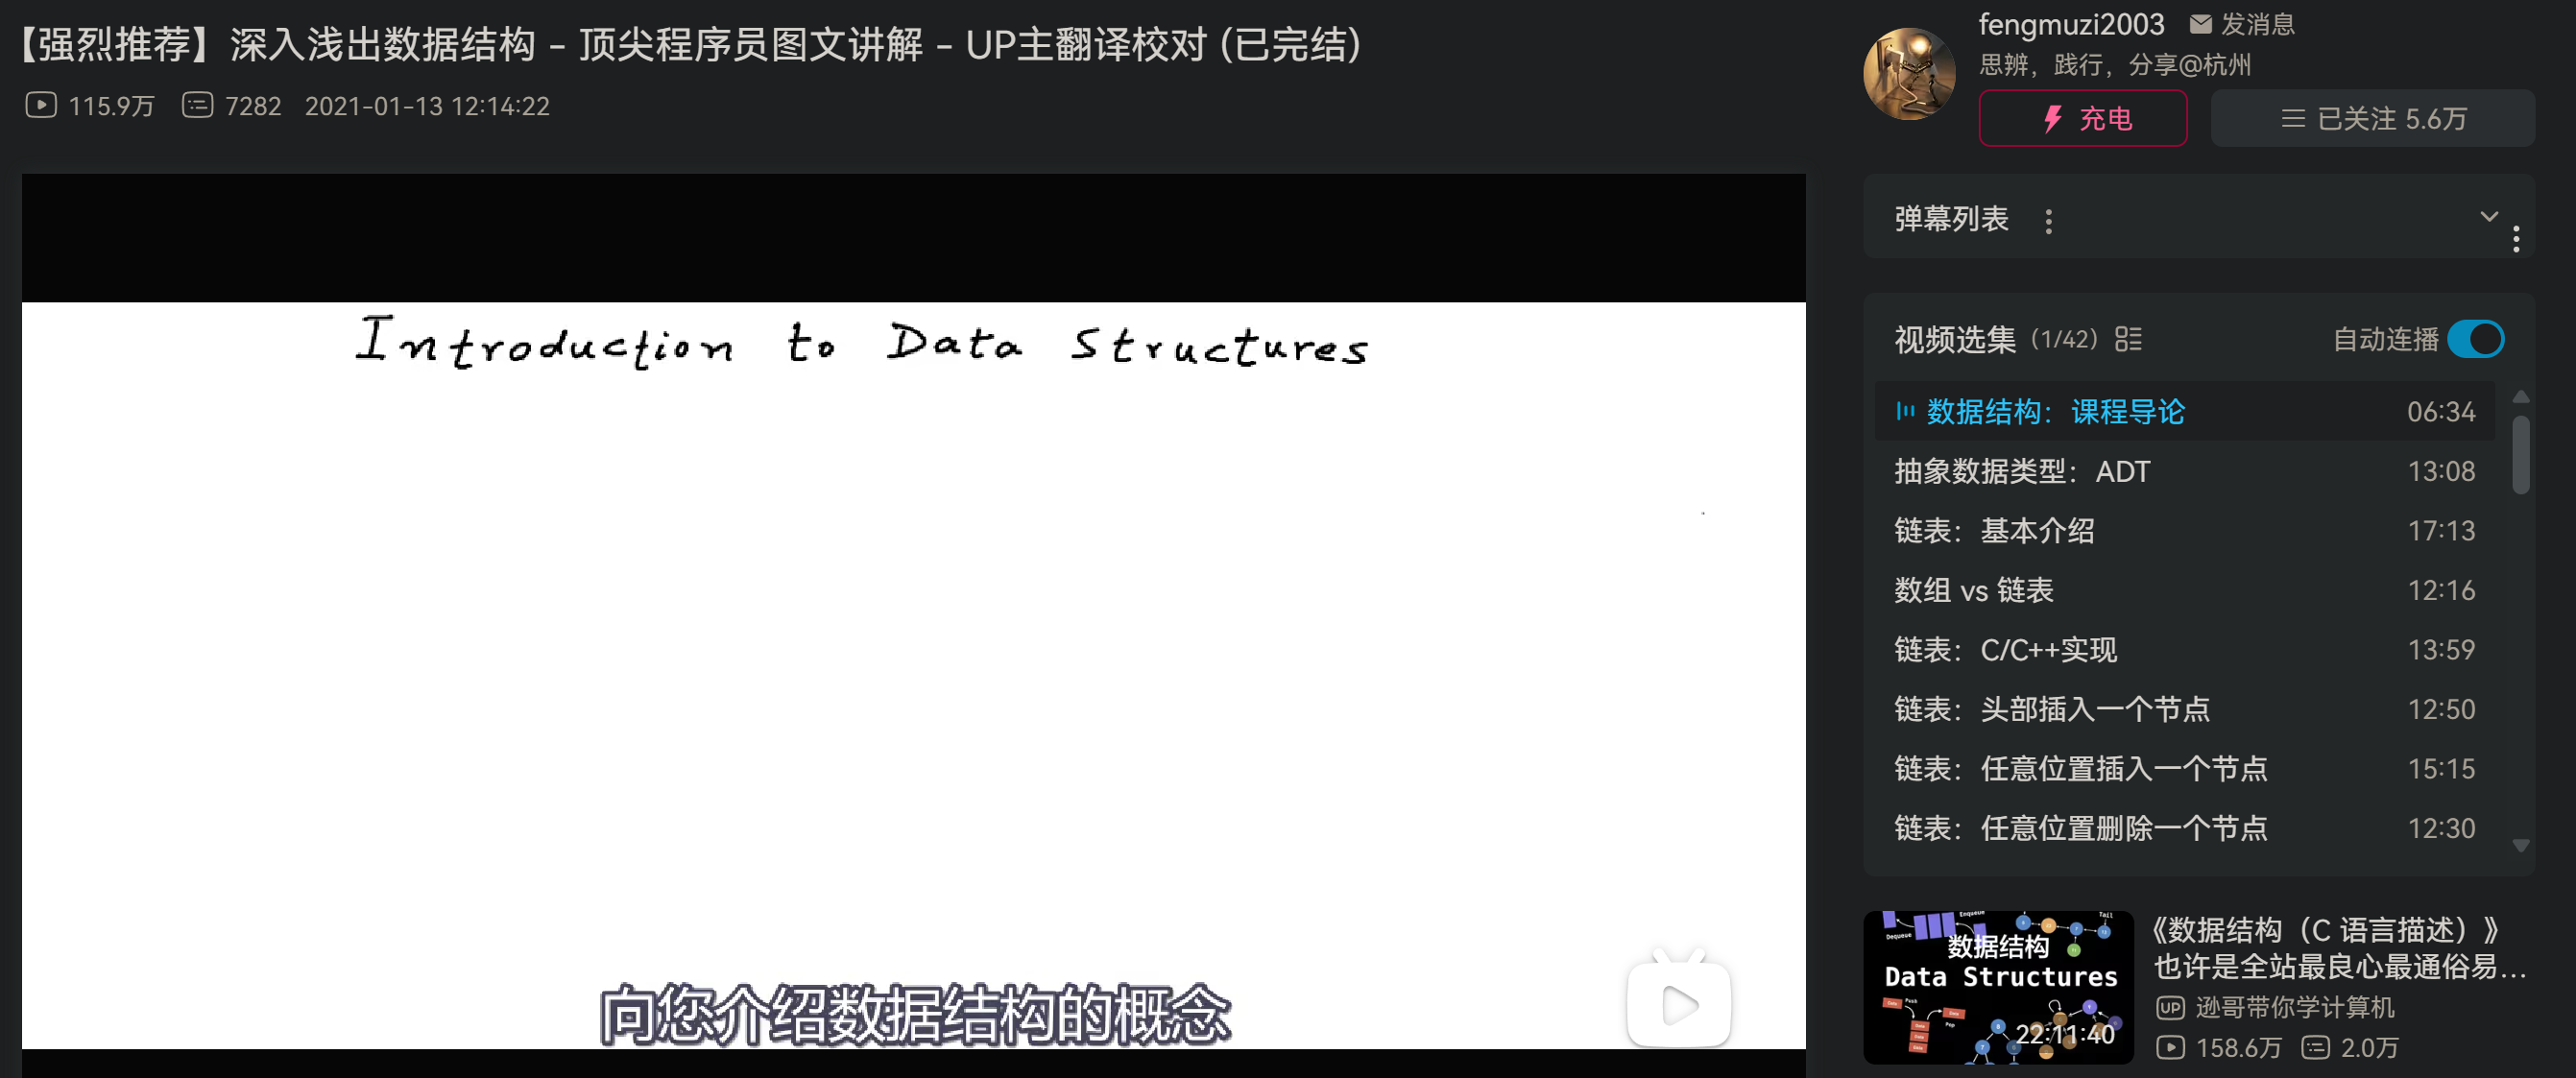 【强烈推荐】深入浅出数据结构 - 顶尖程序员图文讲解 - UP主翻译校对 (已完结)
115.9万 7282 2021-01-13 12:14:22
fengmuzi2003 发消息
思辨，践行，分享@杭州
充电
已关注 5.6万
Introduction to Data Structures
向您介绍数据结构的概念
弹幕列表
视频选集 (1/42) 自动连播
数据结构：课程导论 06:34
抽象数据类型：ADT 13:08
链表：基本介绍 17:13
数组 vs 链表 12:16
链表：C/C++实现 13:59
链表：头部插入一个节点 12:50
链表：任意位置插入一个节点 15:15
链表：任意位置删除一个节点 12:30
Enqueue
Tail
Dequeue
数据结构
Data Structures
Push
Pop
22:11:40
《数据结构（C 语言描述）》
也许是全站最良心最通俗易...
UP 逊哥带你学计算机
158.6万 2.0万